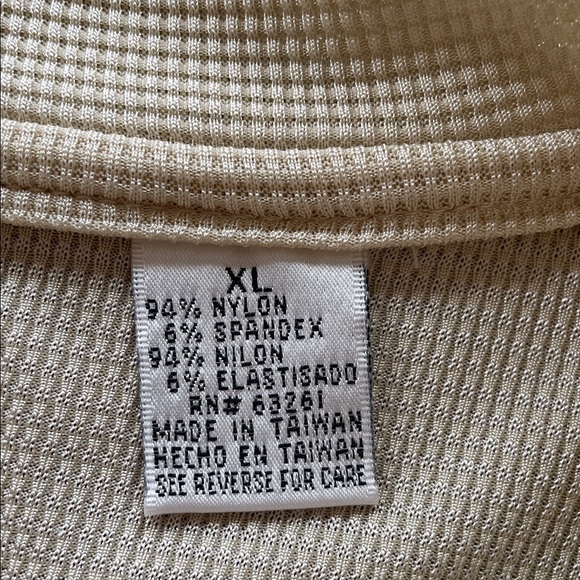 XL
94% NYLON
6% SPANDEX
94% NILON
6% ELASTISADO
RN# 63261
MADE IN TAIWAN
HECHO EN TAIWAN
SEE REVERSE FOR CARE